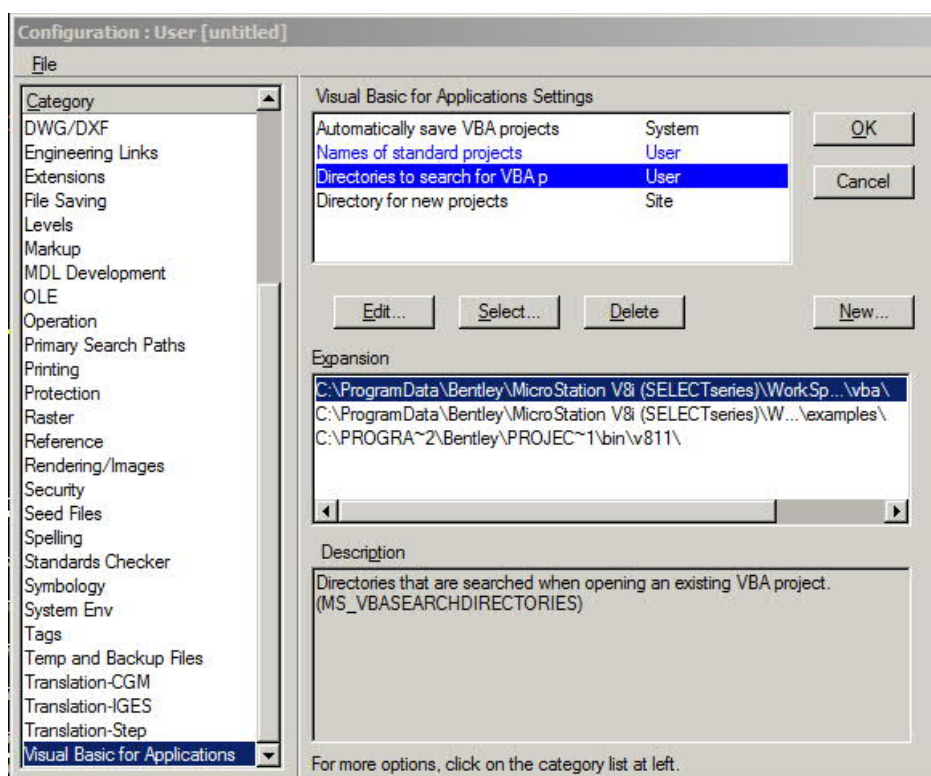 Configuration : User [untitled]
File
Category
DWG/DXF
Engineering Links
Extensions
File Saving
Levels
Markup
MDL Development
OLE
Operation
Primary Search Paths
Printing
Protection
Raster
Reference
Rendering/Images
Security
Seed Files
Spelling
Standards Checker
Symbology
System Env
Tags
Temp and Backup Files
Translation-CGM
Translation-IGES
Translation-Step
Visual Basic for Applications
Visual Basic for Applications Settings
Automatically save VBA projects System
Names of standard projects User
Directories to search for VBA p User
Directory for new projects Site
OK
Cancel
Edit... Select... Delete New...
Expansion
C:\ProgramData\Bentley\MicroStation V8i (SELECTseries)\WorkSp...\vba\
C:\ProgramData\Bentley\MicroStation V8i (SELECTseries)\W...\examples\
C:\PROGRA~2\Bentley\PROJEC~1\bin\v811\
Description
Directories that are searched when opening an existing VBA project.
(MS_VBASEARCHDIRECTORIES)
For more options, click on the category list at left.